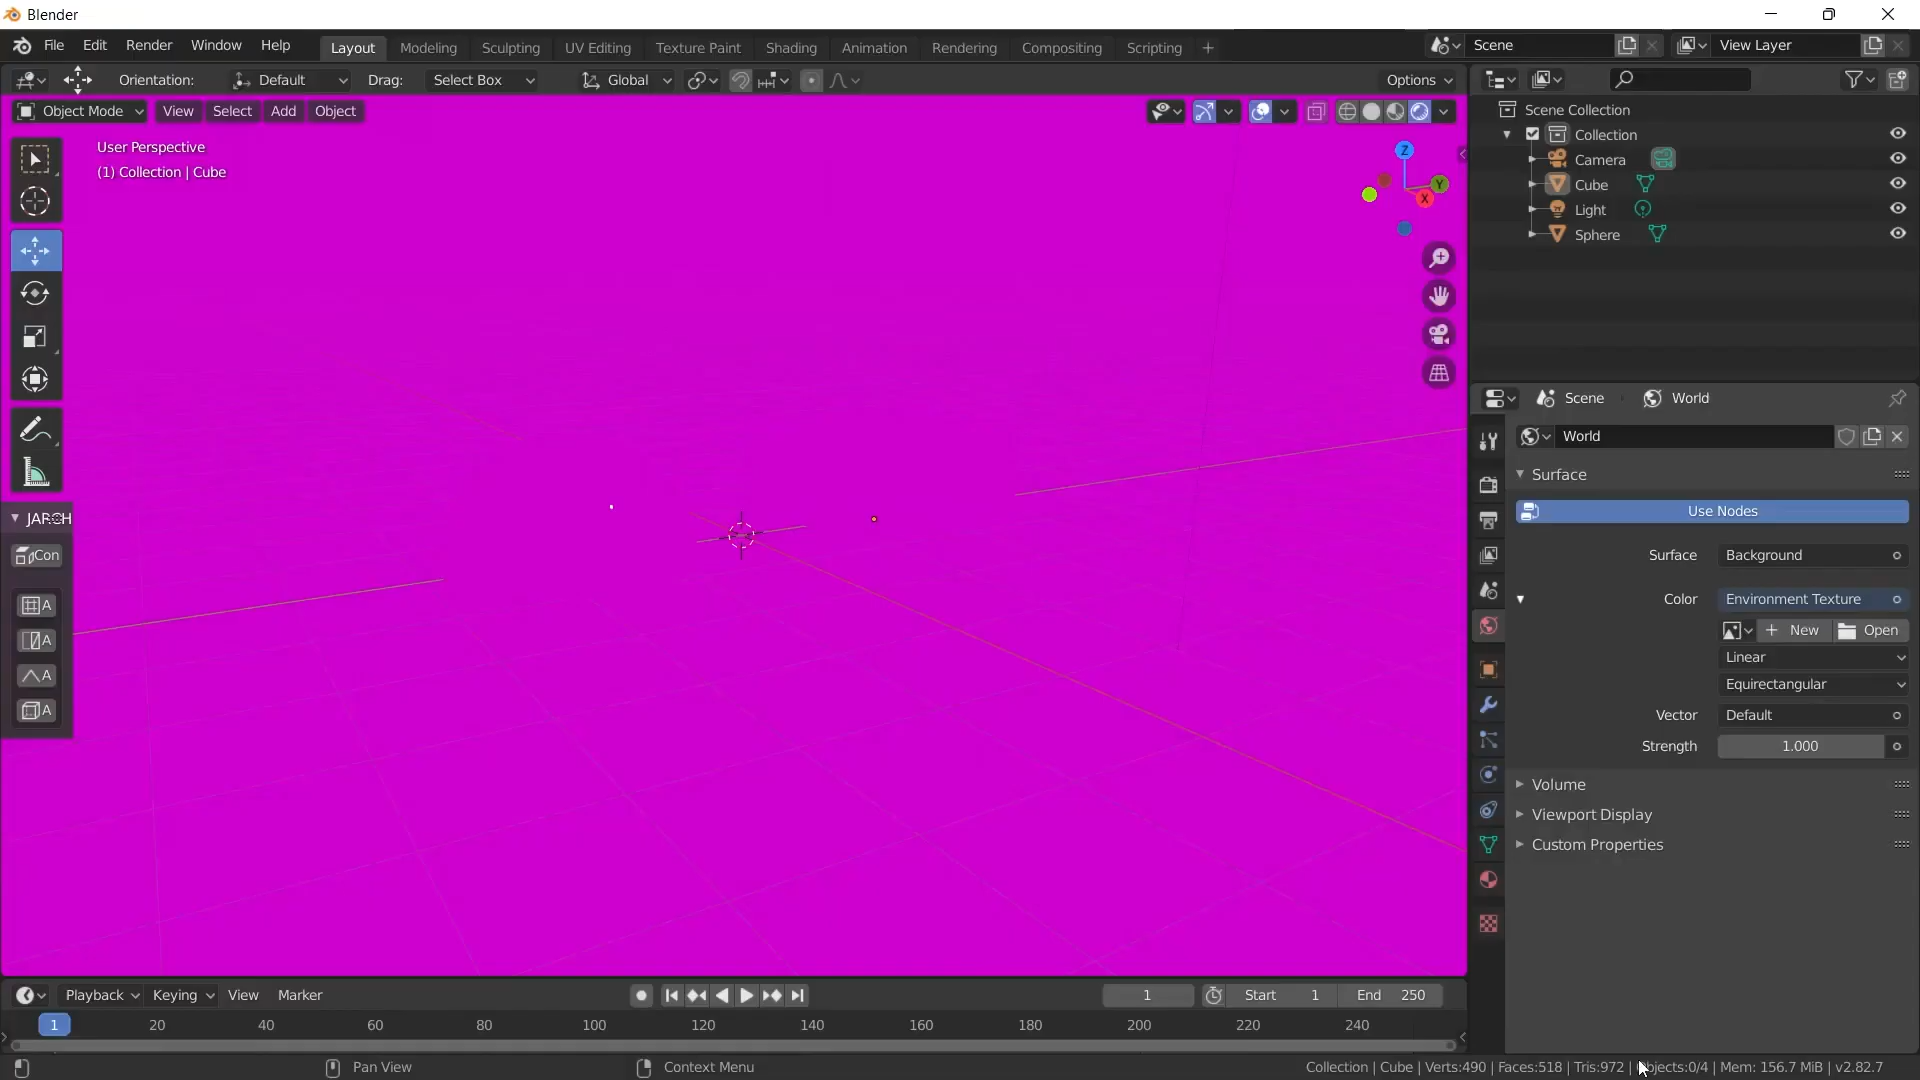 Blender
File Edit Render Window Help Layout Modeling Sculpting UV Editing Texture Paint Shading Animation Rendering Compositing Scripting + Scene View Layer
Orientation: Default Drag: Select Box Global Options
Object Mode View Select Add Object
User Perspective
(1) Collection | Cube
Z
Y
X
Con
A
A
A
A
Scene Collection
Collection
Camera
Cube
Light
Sphere
Scene World
World
Surface
Use Nodes
Surface Background
Color Environment Texture
+ New Open
Linear
Equirectangular
Vector Default
Strength 1.000
Volume
Viewport Display
Custom Properties
Playback Keying View Marker 1 Start 1 End 250
1 20 40 60 80 100 120 140 160 180 200 220 240
Pan View Context Menu Collection | Cube | Verts:490 | Faces:518 | Tris:972 | Objects:0/4 | Mem: 156.7 MiB | v2.82.7